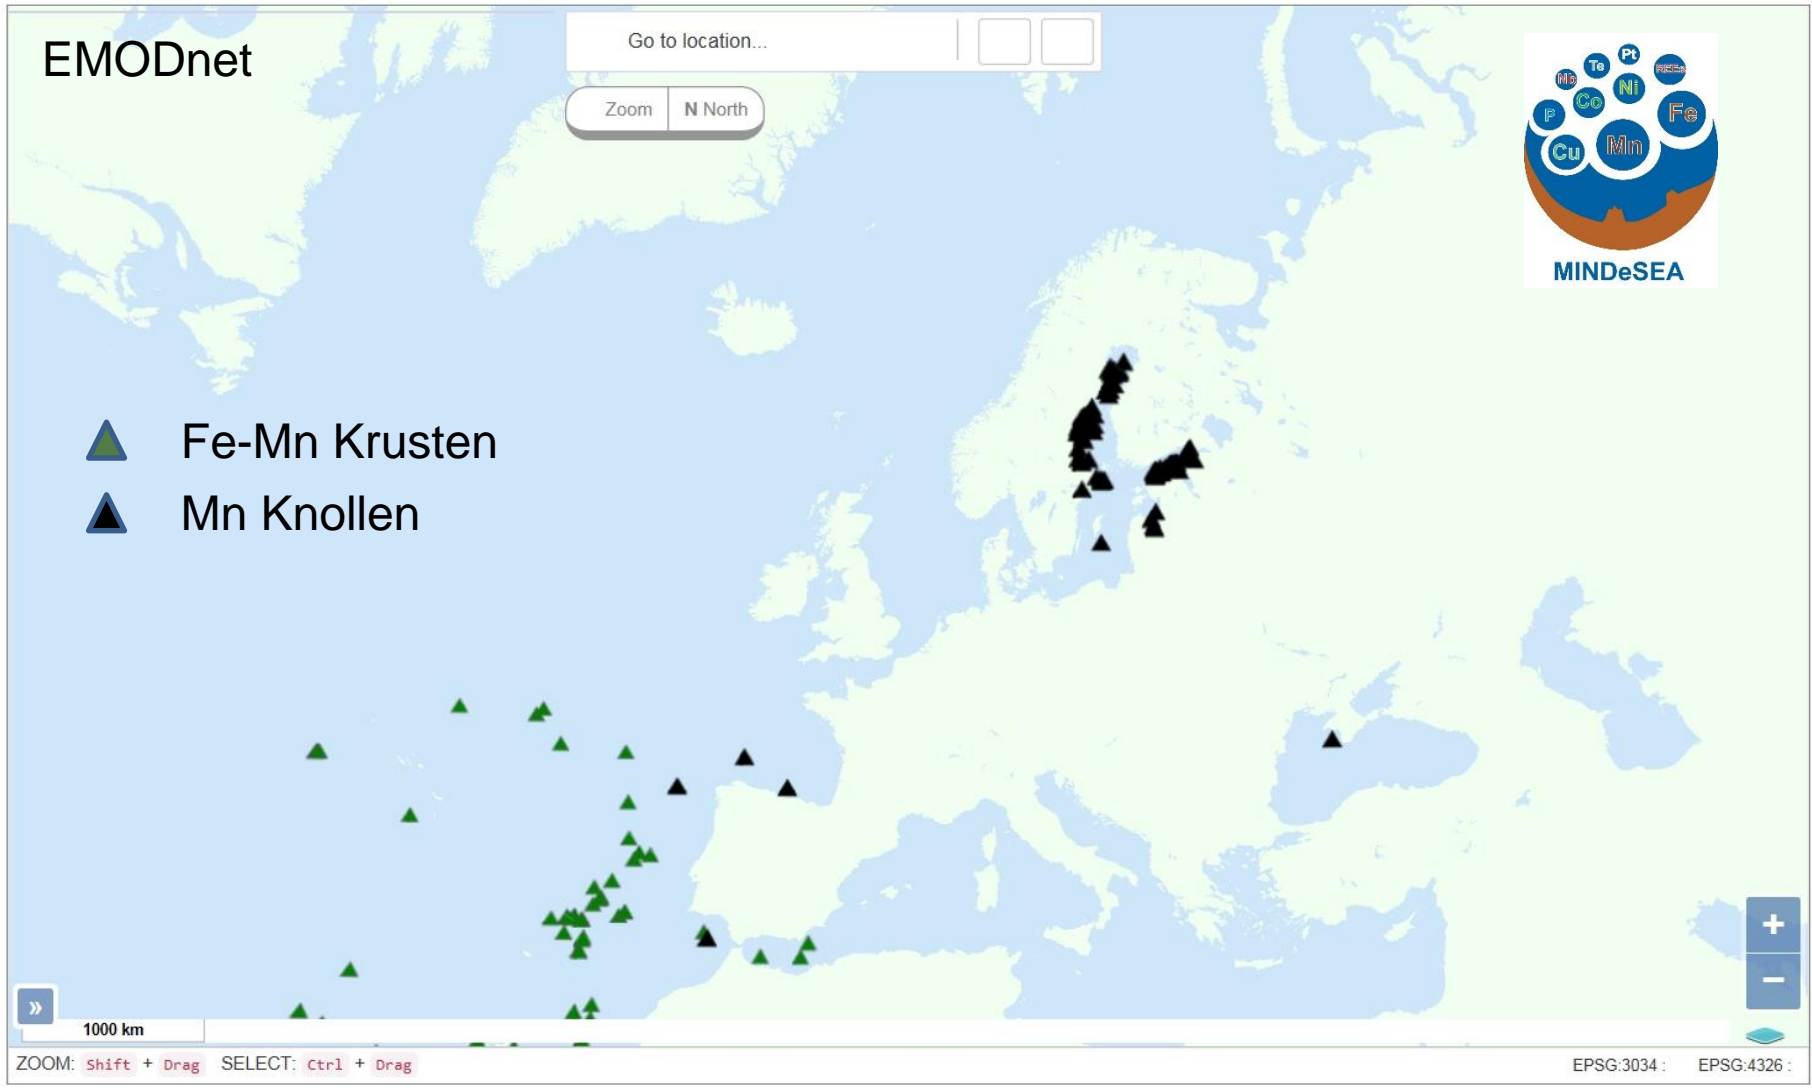 EMODnet
Go to location...
Zoom
N North
Pt
Te
REEs
Nb
Ni
Co
P
Fe
Mn
Cu
MINDeSEA
Fe-Mn Krusten
Mn Knollen
+
−
»
1000 km
ZOOM: Shift + Drag SELECT: Ctrl + Drag
EPSG:3034 : EPSG:4326 :